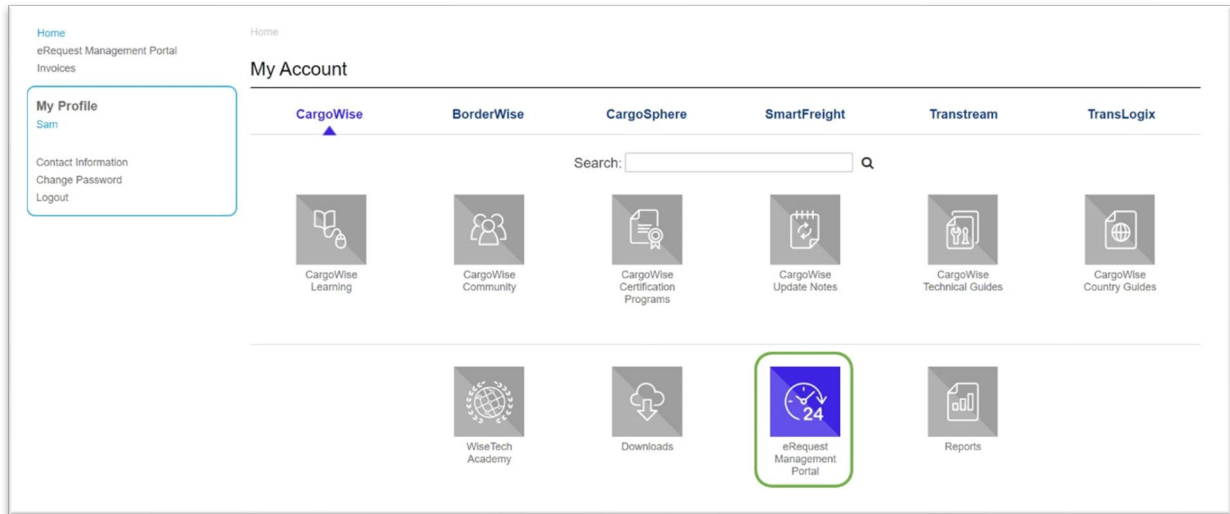 Home
eRequest Management Portal
Invoices
My Profile
Sam
Contact Information
Change Password
Logout
Home
My Account
CargoWise BorderWise CargoSphere SmartFreight Transtream TransLogix
Search:
CargoWise
Learning
CargoWise
Community
CargoWise
Certification
Programs
CargoWise
Update Notes
CargoWise
Technical Guides
CargoWise
Country Guides
WiseTech
Academy
Downloads
24
eRequest
Management
Portal
Reports